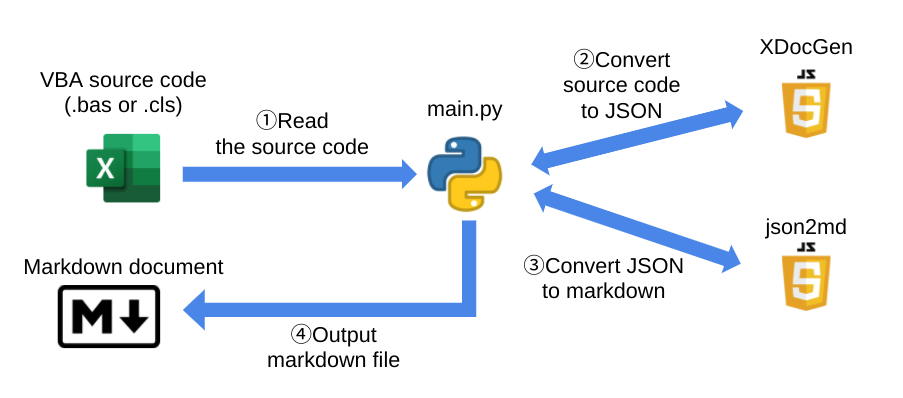 VBA source code
(.bas or .cls)
X
①Read
the source code
main.py
②Convert
source code
to JSON
XDocGen
JS
S
③Convert JSON
to markdown
json2md
JS
S
④Output
markdown file
Markdown document
M